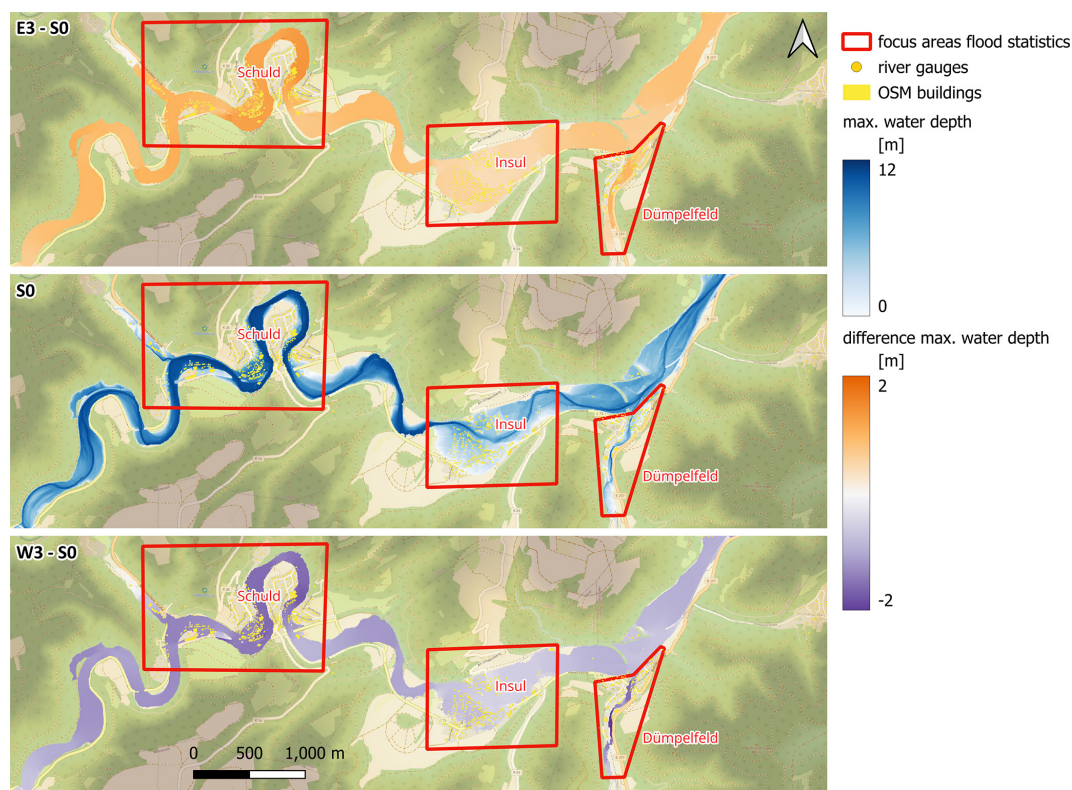 E3 - S0
Schuld
Insul
Dümpelfeld
S0
Schuld
Insul
Dümpelfeld
W3 - S0
Schuld
Insul
Dümpelfeld
0 500 1,000 m
focus areas flood statistics
river gauges
OSM buildings
max. water depth
[m]
12
0
difference max. water depth
[m]
2
-2